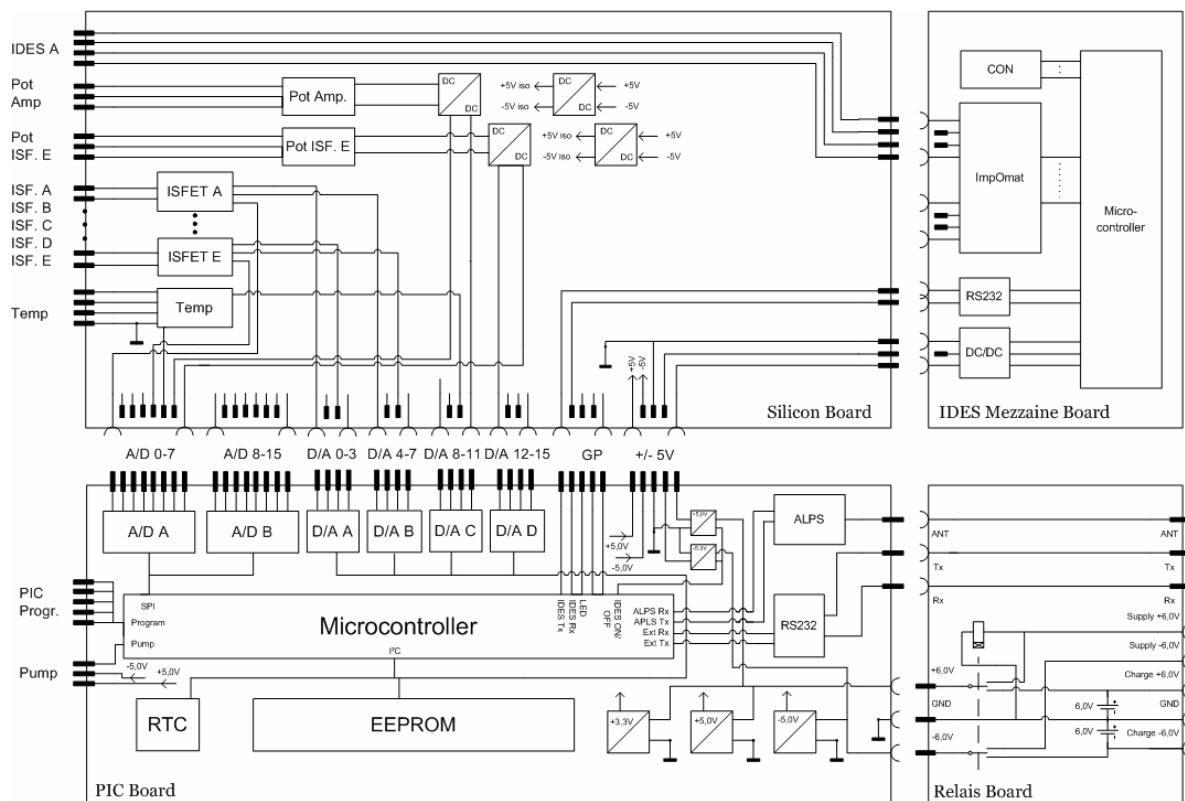 IDES A
Pot
Amp
Pot Amp.
DC
DC
+5V iso
-5V iso
DC
DC
+5V
-5V
Pot
ISF. E
Pot ISF. E
DC
DC
+5V iso
-5V iso
DC
DC
+5V
-5V
ISF. A
ISF. B
ISF. C
ISF. D
ISF. E
ISFET A
ISFET E
Temp
Temp
+5V
-5V
Silicon Board
CON
ImpOmat
Micro-
controller
RS232
DC/DC
IDES Mezzaine Board
A/D 0-7
A/D 8-15
D/A 0-3
D/A 4-7
D/A 8-11
D/A 12-15
GP
+/- 5V
A/D A
A/D B
D/A A
D/A B
D/A C
D/A D
+5,0V
-5,0V
+5,0V
-5,0V
ALPS
PIC
Progr.
SPI
Program
Pump
Microcontroller
I²C
IDES Tx
IDES Rx
LED
IDES ON/
OFF
ALPS Rx
APLS Tx
Ext Rx
Ext Tx
RS232
Pump
-5,0V
+5,0V
RTC
EEPROM
+3,3V
+5,0V
-5,0V
PIC Board
ANT
ANT
Tx
Tx
Rx
Rx
Supply +6,0V
Supply -6,0V
+6,0V
Charge +6,0V
GND
6,0V
GND
-6,0V
6,0V
Charge -6,0V
Relais Board